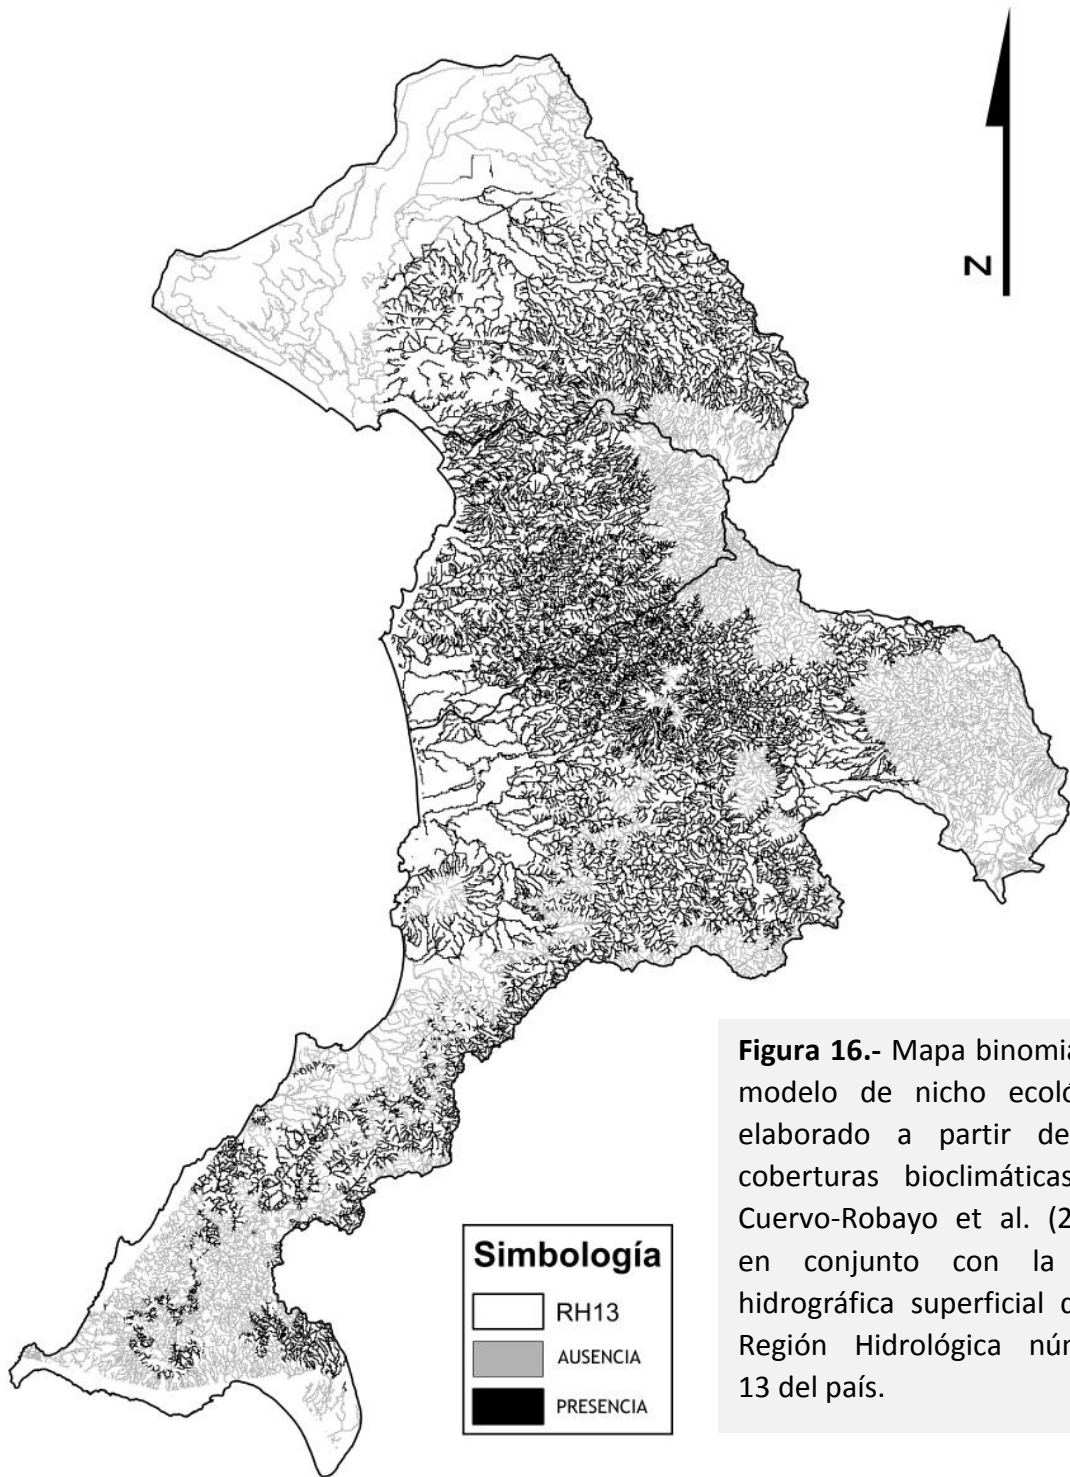 N
Simbología
RH13
AUSENCIA
PRESENCIA
Figura 16.- Mapa
modelo de nicho
elaborado a partir de
coberturas bioclimáticas
Cuervo-Robayo et al.
en conjunto con la
hidrográfica superficial
Región Hidrológica
13 del país.